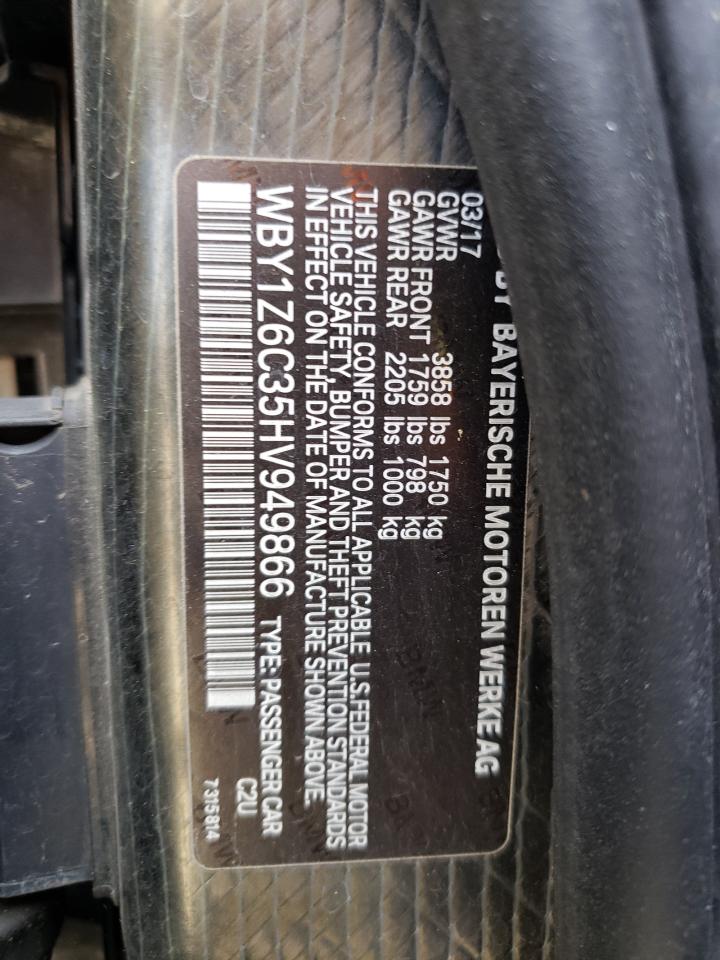 BY BAYERISCHE MOTOREN WERKE AG
03/17
GVWR 3858 lbs 1750 kg
GAWR FRONT 1759 lbs 798 kg
GAWR REAR 2205 lbs 1000 kg
THIS VEHICLE CONFORMS TO ALL APPLICABLE U.S.FEDERAL MOTOR
VEHICLE SAFETY, BUMPER AND THEFT PREVENTION STANDARDS
IN EFFECT ON THE DATE OF MANUFACTURE SHOWN ABOVE.
WBY1Z6C35HV949866 TYPE: PASSENGER CAR
C2U
7315814